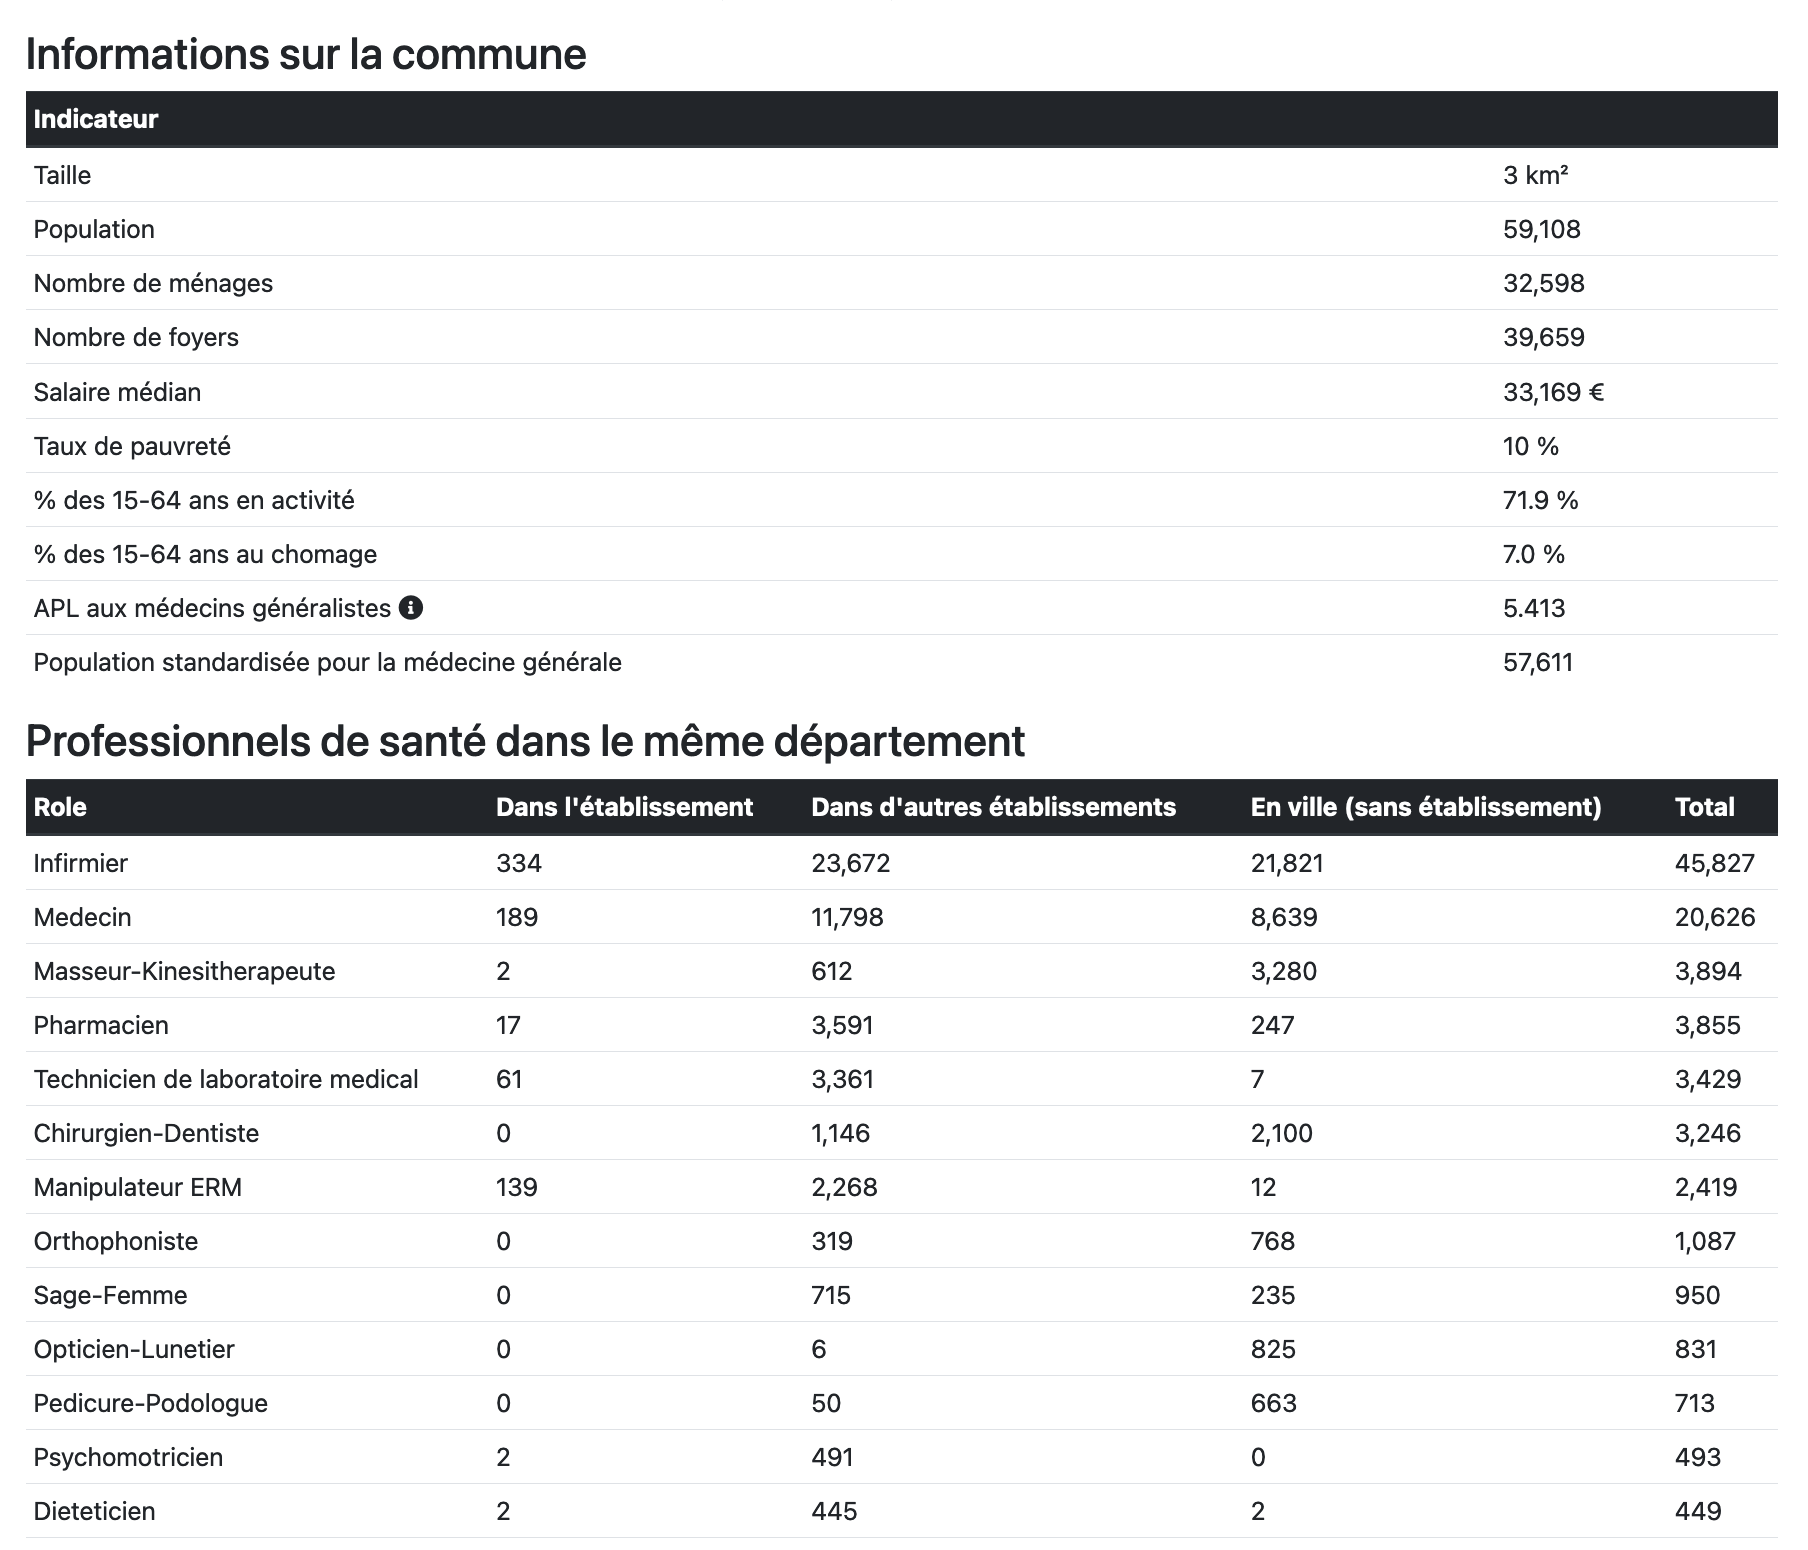 Informations sur la commune
Indicateur
Taille 3 km²
Population 59,108
Nombre de ménages 32,598
Nombre de foyers 39,659
Salaire médian 33,169 €
Taux de pauvreté 10 %
% des 15-64 ans en activité 71.9 %
% des 15-64 ans au chomage 7.0 %
APL aux médecins généralistes 5.413
Population standardisée pour la médecine générale 57,611
Professionnels de santé dans le même département
Role Dans l'établissement Dans d'autres établissements En ville (sans établissement) Total
Infirmier 334 23,672 21,821 45,827
Medecin 189 11,798 8,639 20,626
Masseur-Kinesitherapeute 2 612 3,280 3,894
Pharmacien 17 3,591 247 3,855
Technicien de laboratoire medical 61 3,361 7 3,429
Chirurgien-Dentiste 0 1,146 2,100 3,246
Manipulateur ERM 139 2,268 12 2,419
Orthophoniste 0 319 768 1,087
Sage-Femme 0 715 235 950
Opticien-Lunetier 0 6 825 831
Pedicure-Podologue 0 50 663 713
Psychomotricien 2 491 0 493
Dieteticien 2 445 2 449